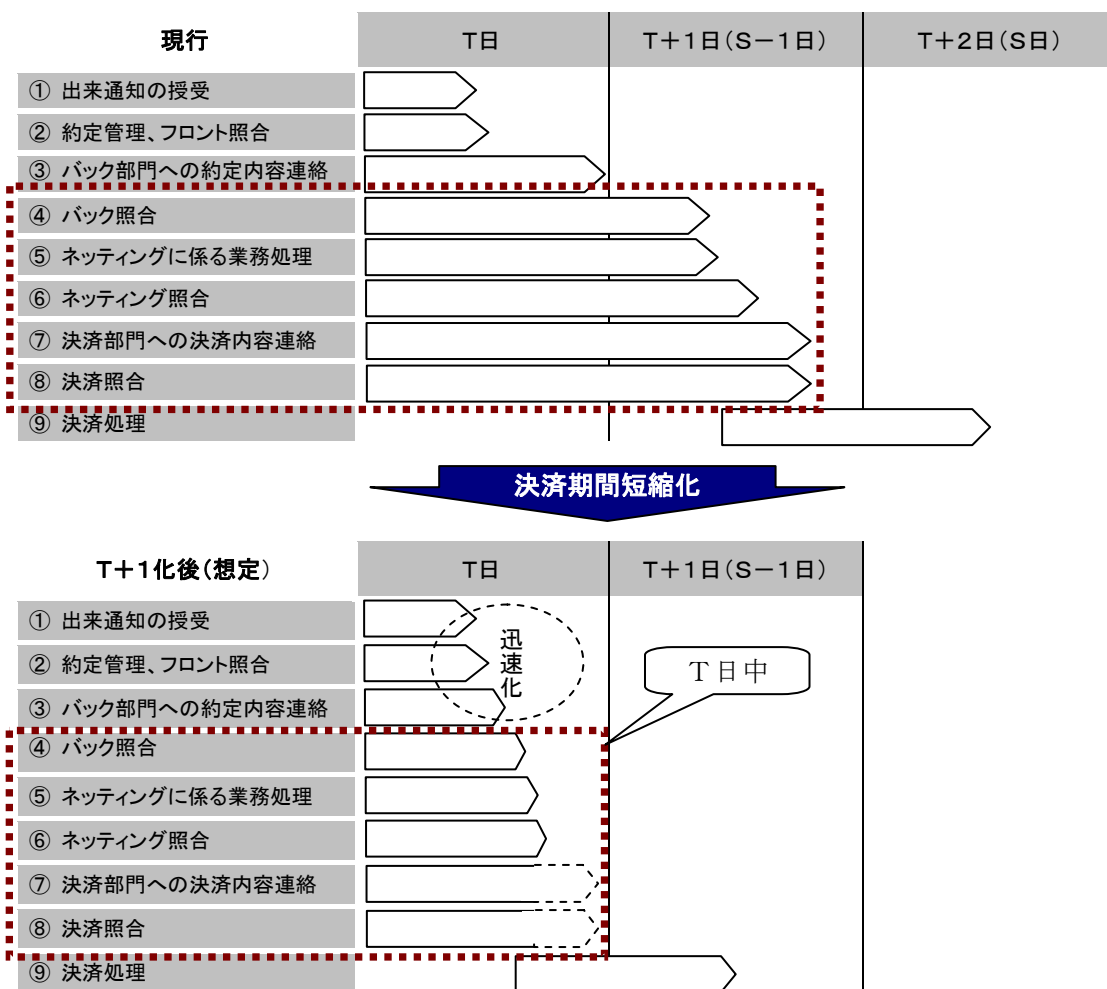 現行 T日 T+1日(S-1日) T+2日(S日)
① 出来通知の授受
② 約定管理、フロント照合
③ バック部門への約定内容連絡
④ バック照合
⑤ ネッティングに係る業務処理
⑥ ネッティング照合
⑦ 決済部門への決済内容連絡
⑧ 決済照合
⑨ 決済処理
決済期間短縮化
T+1化後(想定) T日 T+1日(S-1日)
① 出来通知の授受
② 約定管理、フロント照合
③ バック部門への約定内容連絡
迅速化
T日中
④ バック照合
⑤ ネッティングに係る業務処理
⑥ ネッティング照合
⑦ 決済部門への決済内容連絡
⑧ 決済照合
⑨ 決済処理